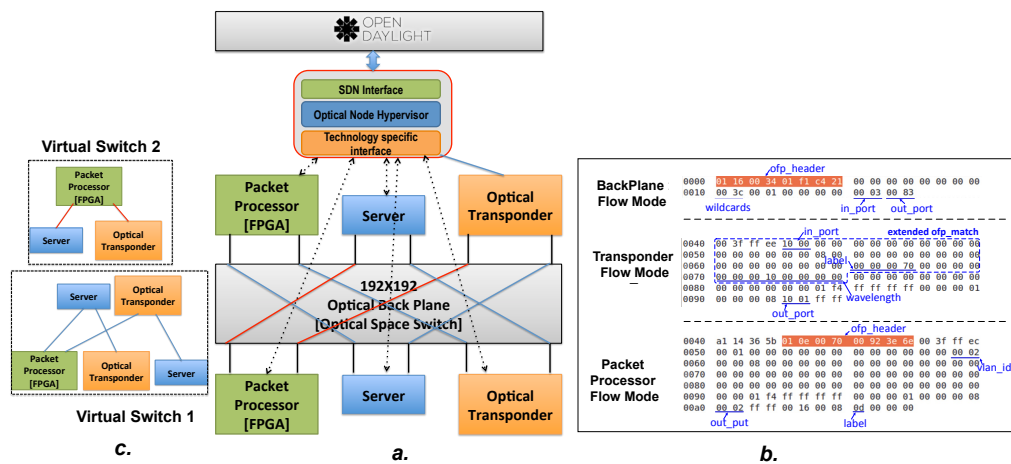 OPEN
DAYLIGHT
SDN Interface
Optical Node Hypervisor
Technology specific
interface
Packet
Processor
[FPGA]
Server
Optical
Transponder
192X192
Optical Back Plane
[Optical Space Switch]
Packet
Processor
[FPGA]
Server
Optical
Transponder
a.
Virtual Switch 2
Packet
Processor
[FPGA]
Server
Optical
Transponder
Server
Optical
Transponder
Packet
Processor
[FPGA]
Optical
Transponder
Server
Virtual Switch 1
c.
BackPlane
Flow Mode
ofp_header
0000 01 16 00 34 01 f1 c4 21 00 00 00 00 00 00 00 00
0010 00 3c 00 01 00 00 00 00 00 03 00 83
wildcards in_port out_port
Transponder
Flow Mode
in_port
extended ofp_match
0040 00 3f ff ee 10 00 00 00 00 00 00 00 00 00 00 00
0050 00 00 00 00 00 00 08 00 00 00 00 00 00 00 00 00
label
0060 00 00 00 00 00 00 00 00 00 00 00 70 00 00 00 00
0070 00 00 00 10 00 00 00 00 00 00 00 00 00 00 00 00
0080 00 00 00 00 00 00 01 f4 ff ff ff ff 00 00 00 01
0090 00 00 00 08 10 01 ff ff
wavelength
out_port
Packet
Processor
Flow Mode
ofp_header
0040 a1 14 36 5b 01 0e 00 70 00 92 3e 6e 00 3f ff ec
0050 00 01 00 00 00 00 00 00 00 00 00 00 00 00 00 02
vlan_id
0060 00 00 08 00 00 00 00 00 00 00 00 00 00 00 00 00
0070 00 00 00 00 00 00 00 00 00 00 00 00 00 00 00 00
0080 00 00 00 00 00 00 00 00 00 00 00 00 00 00 00 00
0090 00 00 01 f4 ff ff ff ff 00 00 00 01 00 00 00 08
00a0 00 02 ff ff 00 16 00 08 0d 00 00 00
out_put label
b.